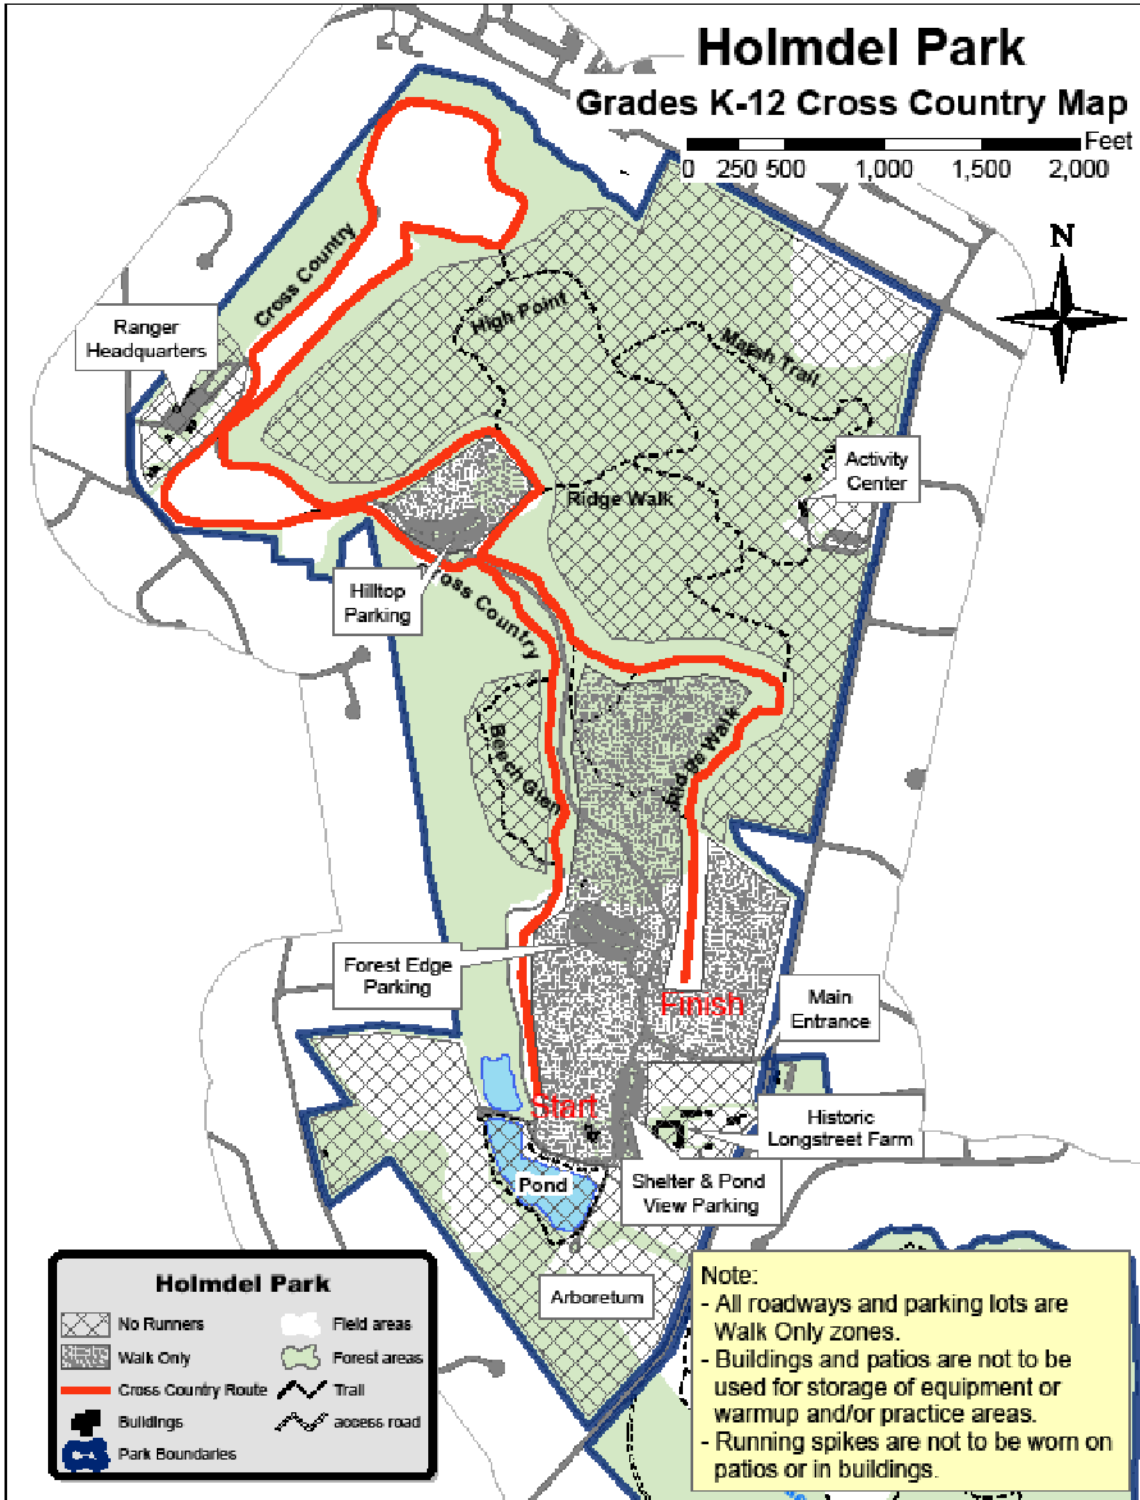 Holmdel Park
Grades K-12 Cross Country Map
Feet
0 250 500 1,000 1,500 2,000
N
Cross Country
High Point
Marsh Trail
Ranger
Headquarters
Activity
Center
Ridge Walk
Hilltop
Parking
Cross Country
Beech Glen
Ridge Walk
Forest Edge
Parking
Finish
Main
Entrance
Start
Historic
Longstreet Farm
Pond
Shelter & Pond
View Parking
Arboretum
Holmdel Park
No Runners
Field areas
Walk Only
Forest areas
Cross Country Route
Trail
Buildings
access road
Park Boundaries
Note:
- All roadways and parking lots are
Walk Only zones.
- Buildings and patios are not to be
used for storage of equipment or
warmup and/or practice areas.
- Running spikes are not to be worn on
patios or in buildings.